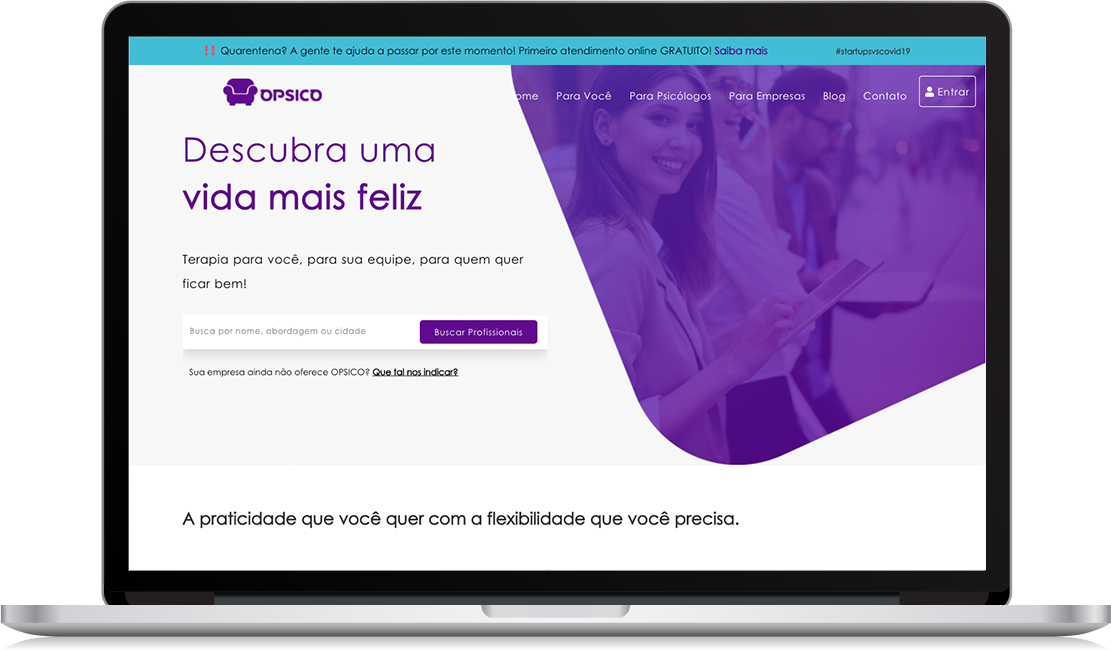 !! Quarentena? A gente te ajuda a passar por este momento! Primeiro atendimento online GRATUITO! Saiba mais #startupsvscovid19
OPSICO
ome Para Você Para Psicólogos Para Empresas Blog Contato Entrar
Descubra uma
vida mais feliz
Terapia para você, para sua equipe, para quem quer
ficar bem!
Busca por nome, abordagem ou cidade Buscar Profissionais
Sua empresa ainda não oferece OPSICO? Que tal nos indicar?
A praticidade que você quer com a flexibilidade que você precisa.